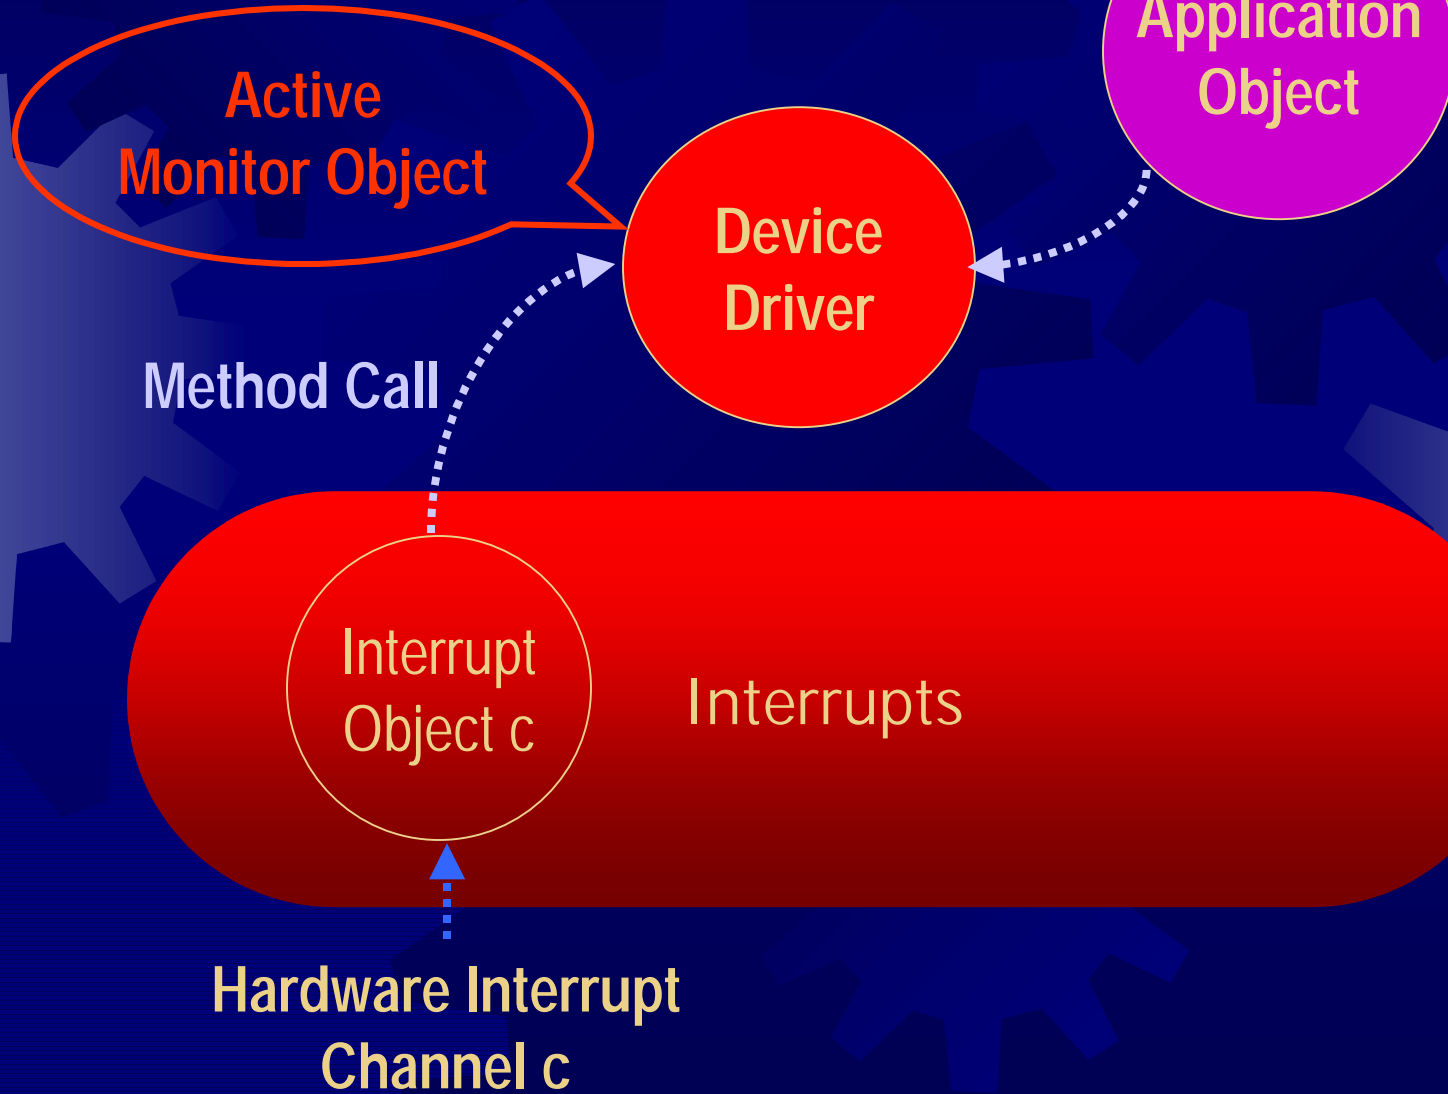 Application
Object
Active
Monitor Object
Device
Driver
Method Call
Interrupt
Object c
Interrupts
Hardware Interrupt
Channel c